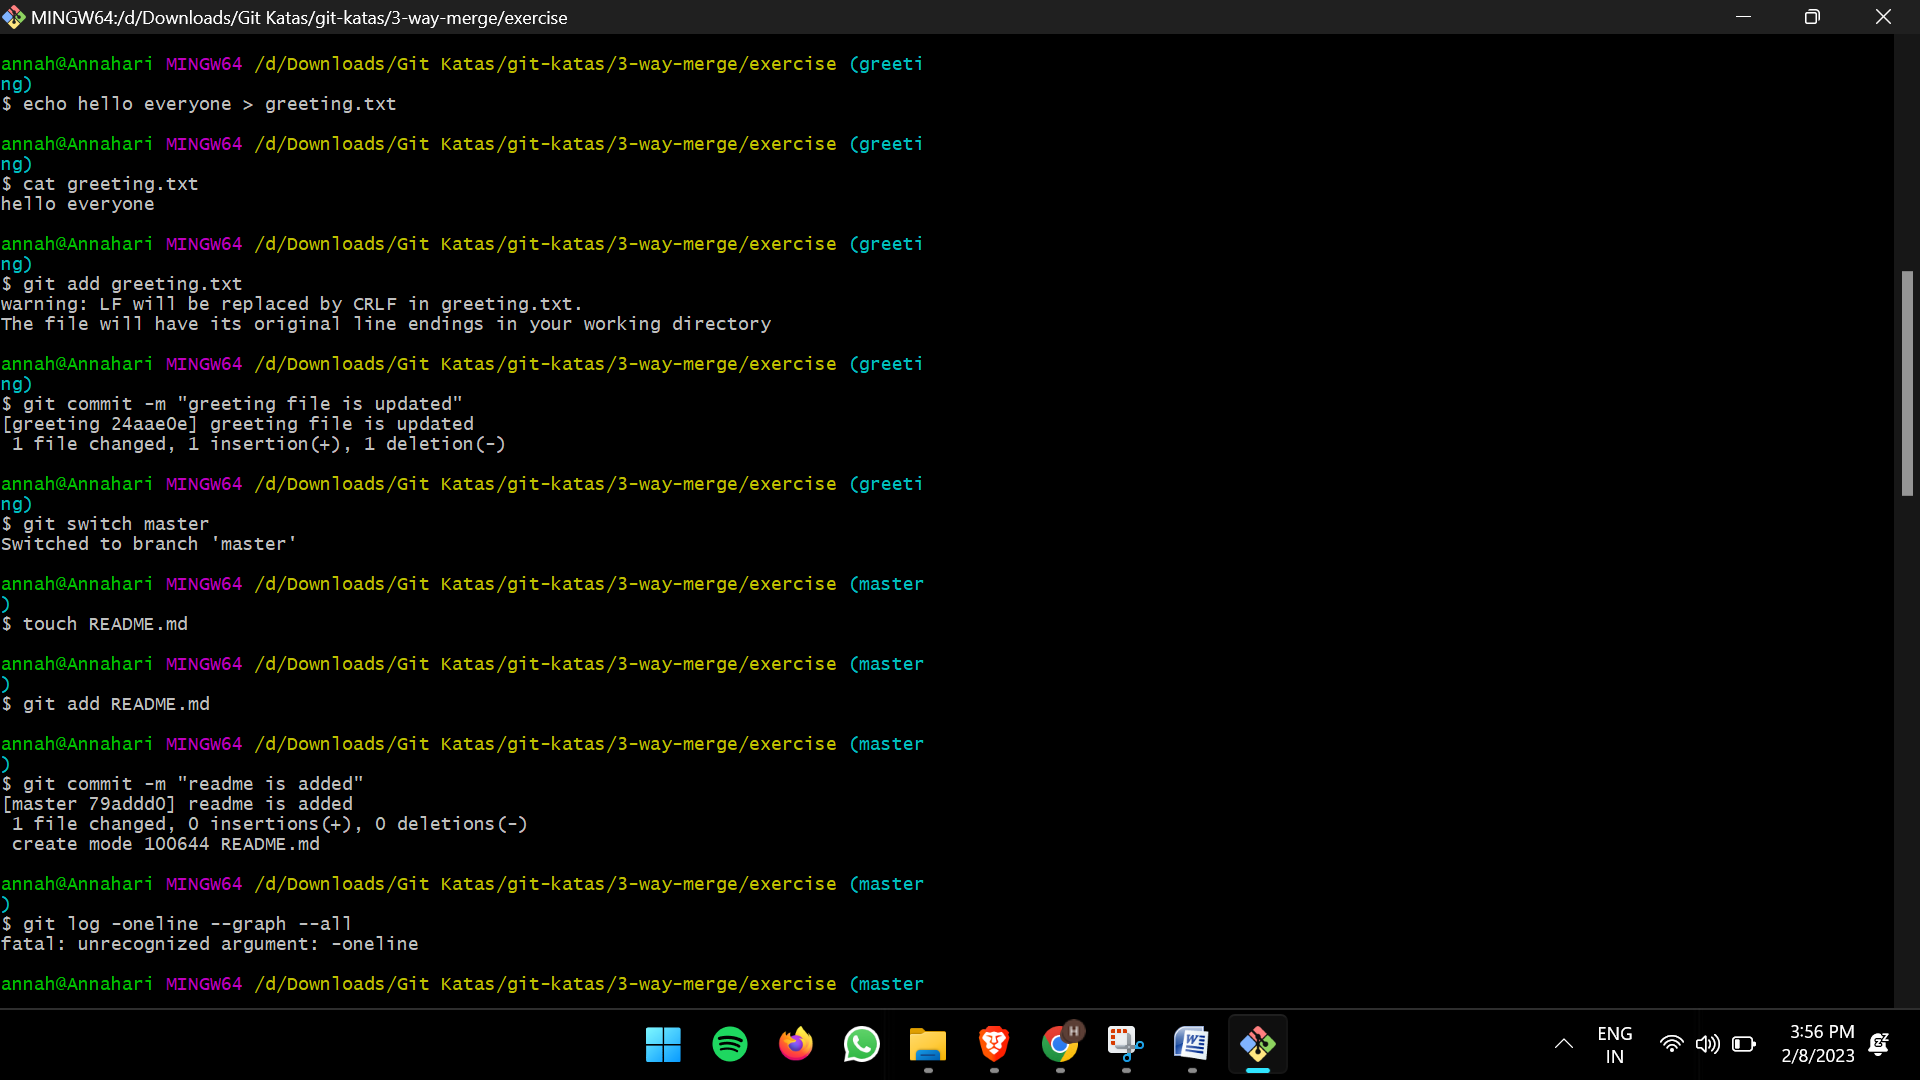 MINGW64:/d/Downloads/Git Katas/git-katas/3-way-merge/exercise
annah@Annahari MINGW64 /d/Downloads/Git Katas/git-katas/3-way-merge/exercise (greeti
ng)
$ echo hello everyone > greeting.txt
annah@Annahari MINGW64 /d/Downloads/Git Katas/git-katas/3-way-merge/exercise (greeti
ng)
$ cat greeting.txt
hello everyone
annah@Annahari MINGW64 /d/Downloads/Git Katas/git-katas/3-way-merge/exercise (greeti
ng)
$ git add greeting.txt
warning: LF will be replaced by CRLF in greeting.txt.
The file will have its original line endings in your working directory
annah@Annahari MINGW64 /d/Downloads/Git Katas/git-katas/3-way-merge/exercise (greeti
ng)
$ git commit -m "greeting file is updated"
[greeting 24aae0e] greeting file is updated
 1 file changed, 1 insertion(+), 1 deletion(-)
annah@Annahari MINGW64 /d/Downloads/Git Katas/git-katas/3-way-merge/exercise (greeti
ng)
$ git switch master
Switched to branch 'master'
annah@Annahari MINGW64 /d/Downloads/Git Katas/git-katas/3-way-merge/exercise (master
)
$ touch README.md
annah@Annahari MINGW64 /d/Downloads/Git Katas/git-katas/3-way-merge/exercise (master
)
$ git add README.md
annah@Annahari MINGW64 /d/Downloads/Git Katas/git-katas/3-way-merge/exercise (master
)
$ git commit -m "readme is added"
[master 79addd0] readme is added
 1 file changed, 0 insertions(+), 0 deletions(-)
 create mode 100644 README.md
annah@Annahari MINGW64 /d/Downloads/Git Katas/git-katas/3-way-merge/exercise (master
)
$ git log -oneline --graph --all
fatal: unrecognized argument: -oneline
annah@Annahari MINGW64 /d/Downloads/Git Katas/git-katas/3-way-merge/exercise (master
H
W
ENG
IN
3:56 PM
2/8/2023